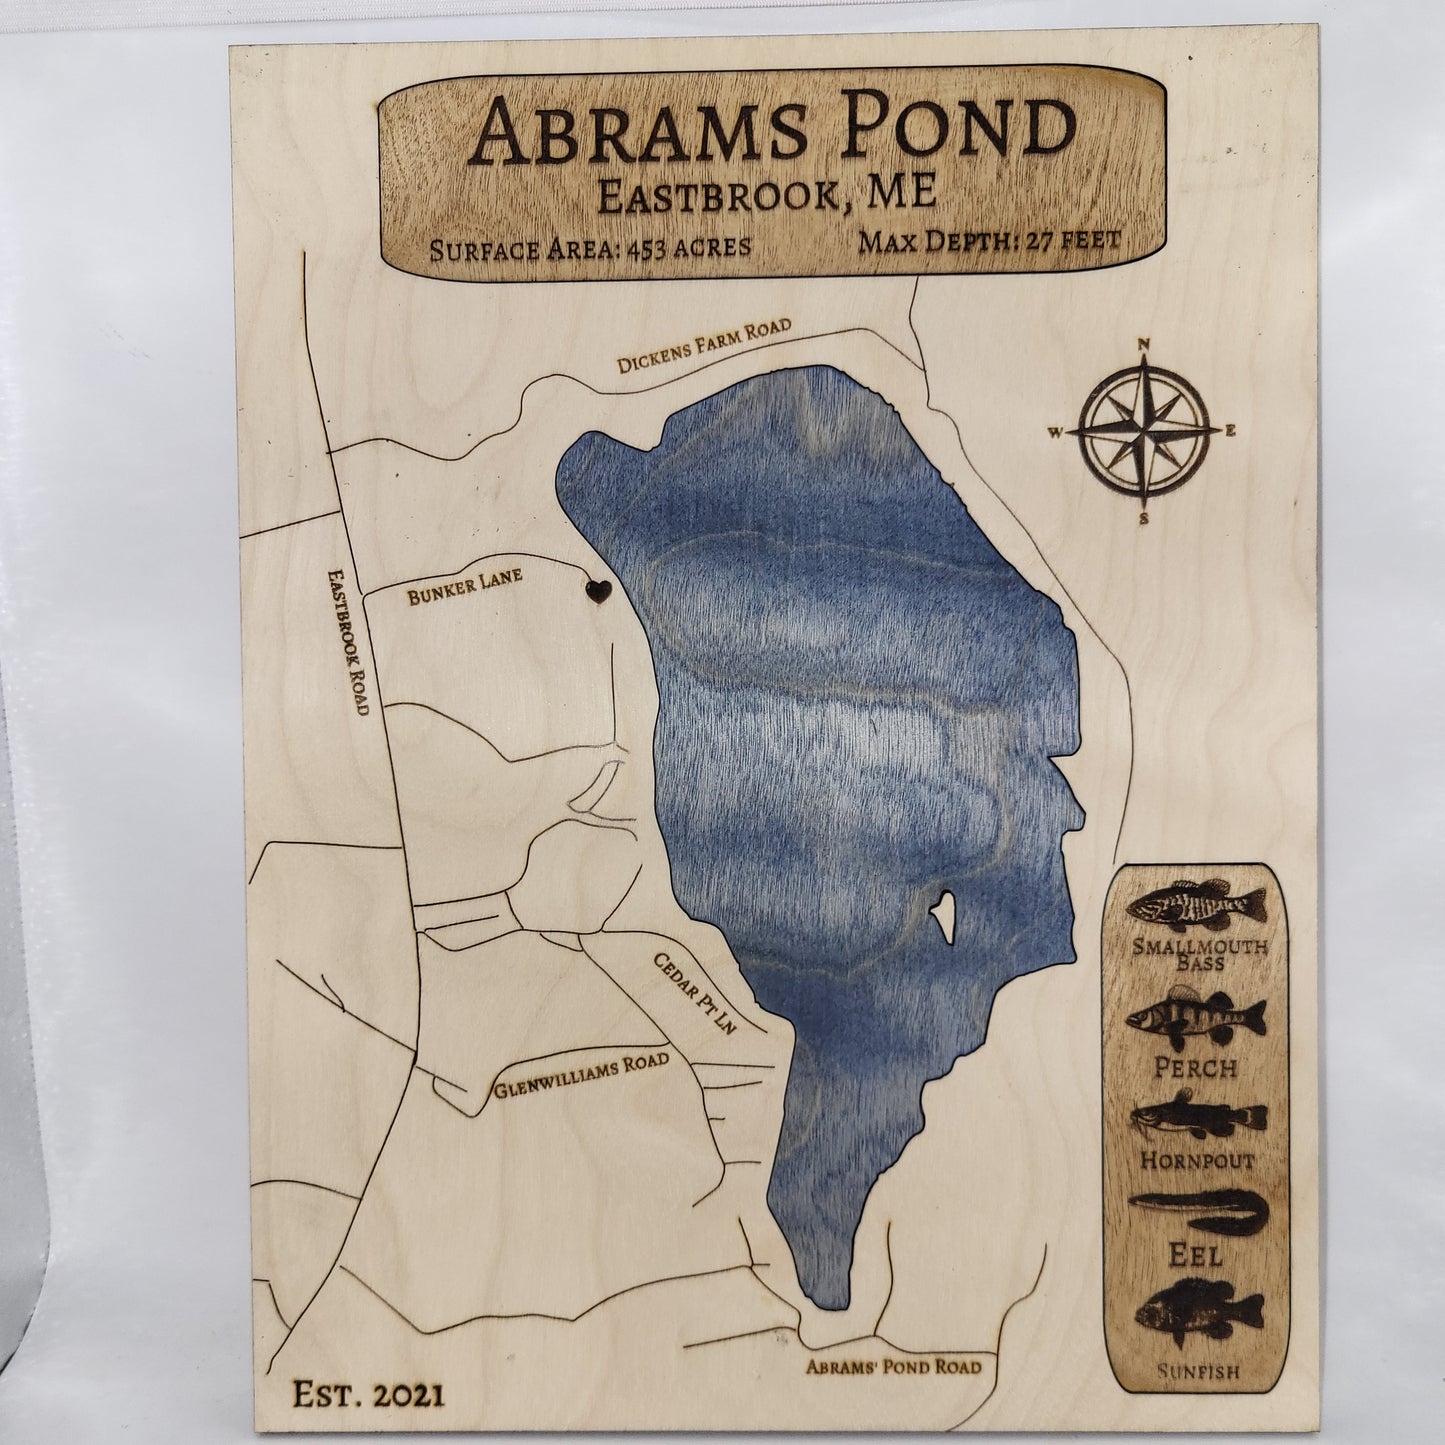 Abrams Pond
Eastbrook, ME
Surface Area: 453 acres
Max Depth: 27 feet
Dickens Farm Road
N
W
E
S
Bunker Lane
Eastbrook Road
Smallmouth
Bass
Cedar Pt Ln
Perch
Glenwilliams Road
Hornpout
Eel
Sunfish
Abrams' Pond Road
Est. 2021